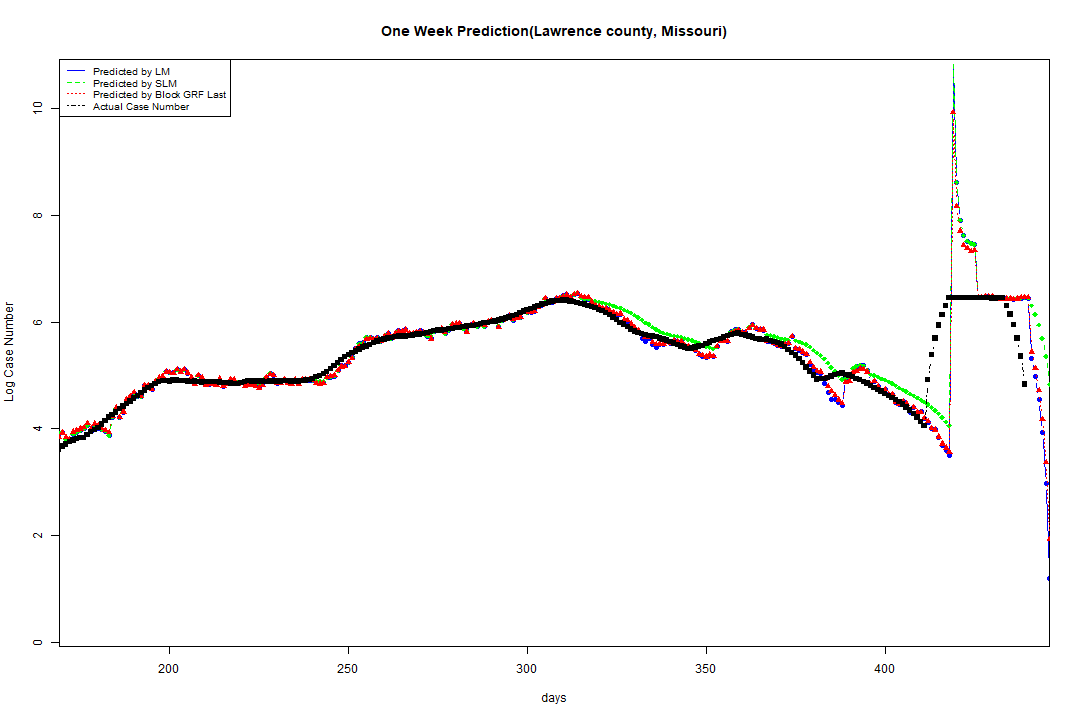 One Week Prediction(Lawrence county, Missouri)
Predicted by LM
Predicted by SLM
Predicted by Block GRF Last
Actual Case Number
Log Case Number
10
8
6
4
2
0
200 250 300 350 400
days